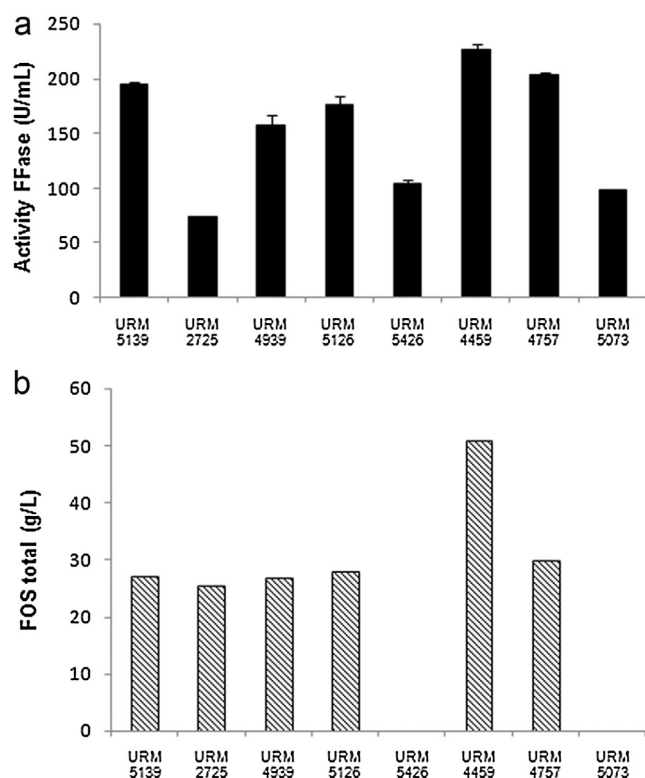 a
Activity FFase (U/mL)
250
200
150
100
50
0
URM URM URM URM URM URM URM URM
5139 2725 4939 5126 5426 4459 4757 5073
b
FOS total (g/L)
60
50
40
30
20
10
0
URM URM URM URM URM URM URM URM
5139 2725 4939 5126 5426 4459 4757 5073